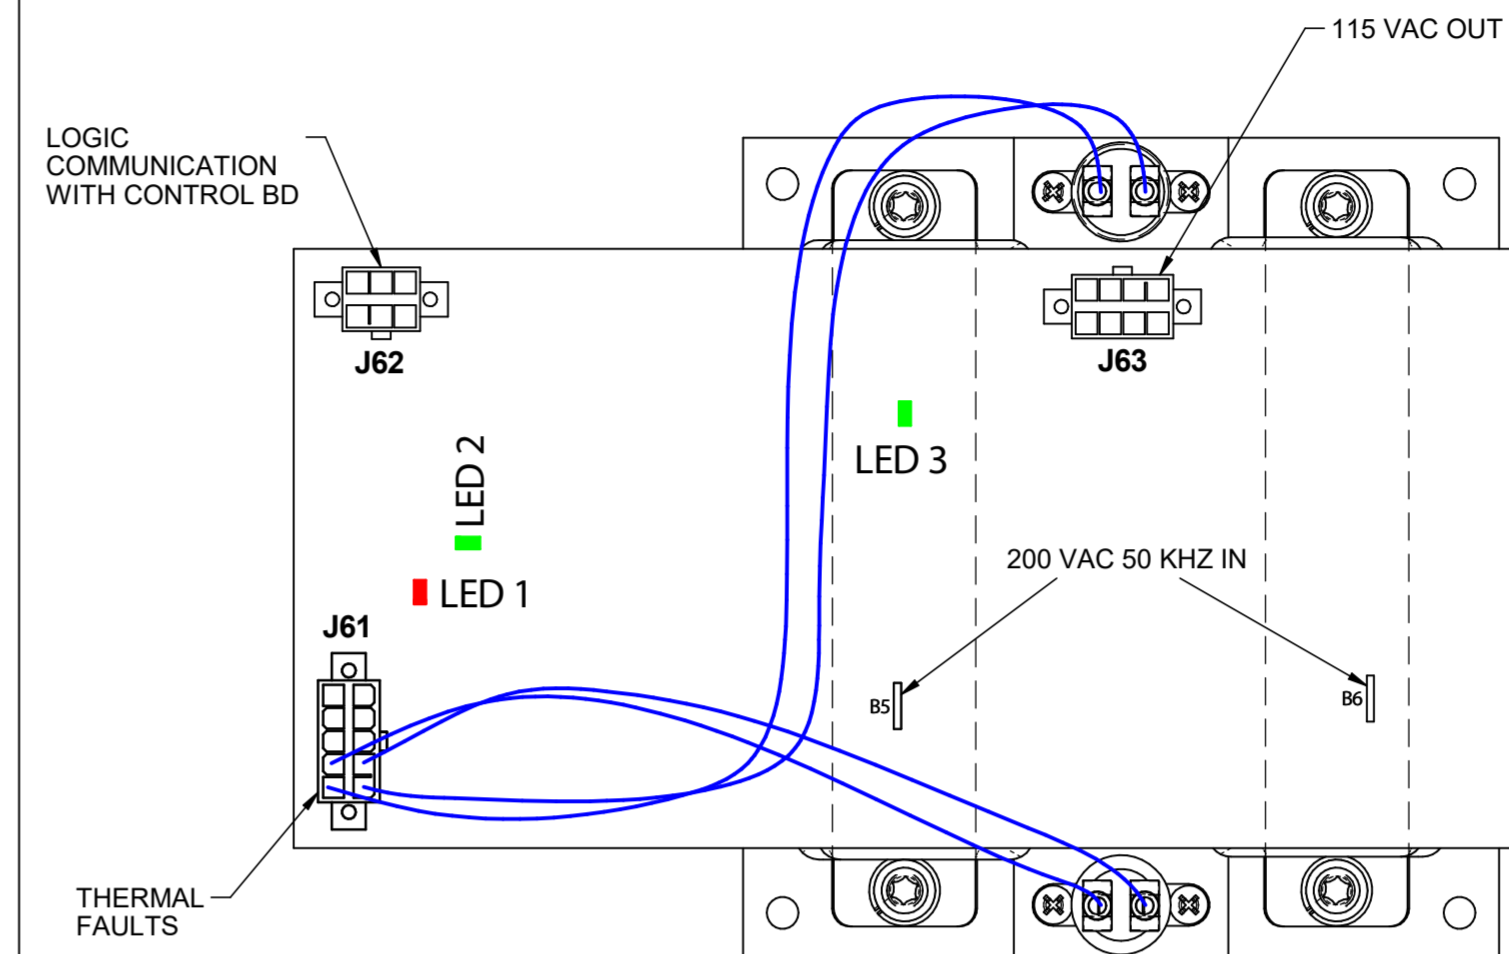 115 VAC OUT
LOGIC
COMMUNICATION
WITH CONTROL BD
J62
J63
LED 2
LED 3
LED 1
200 VAC 50 KHZ IN
J61
B5
B6
THERMAL
FAULTS